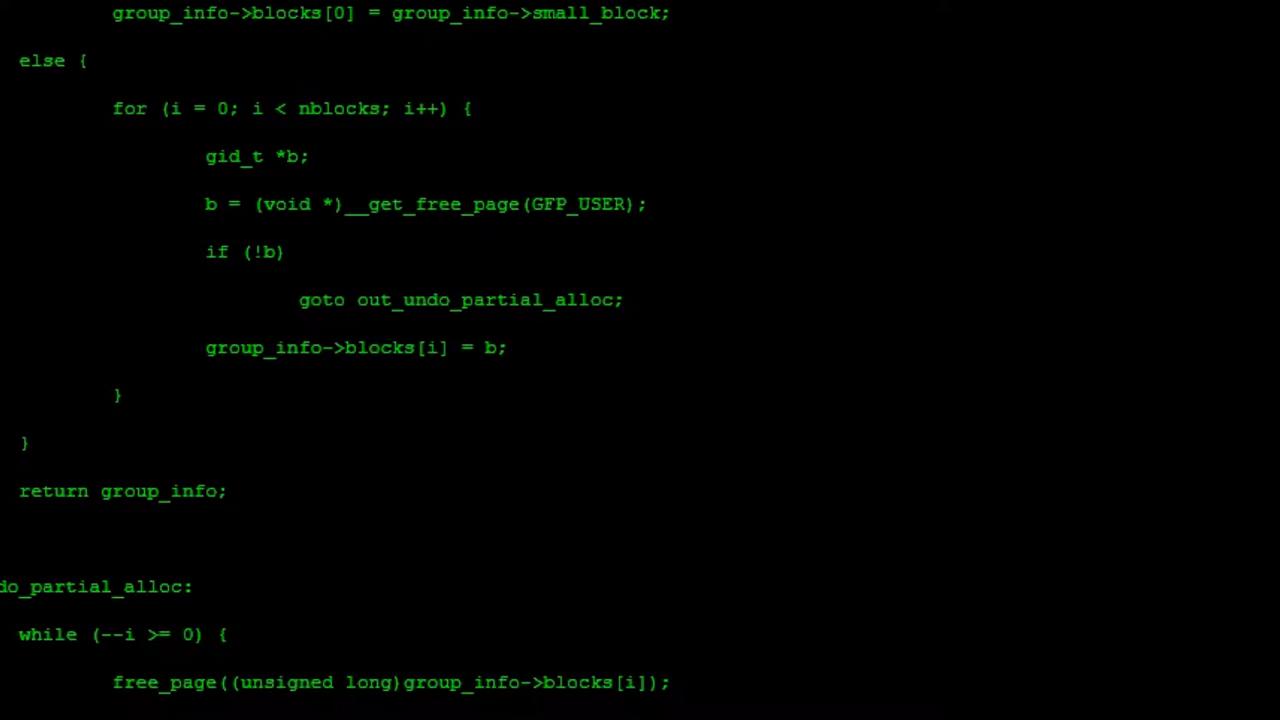 group_info->blocks[0] = group_info->small_block;
else {
for (i = 0; i < nblocks; i++) {
gid_t *b;
b = (void *)__get_free_page(GFP_USER);
if (!b)
goto out_undo_partial_alloc;
group_info->blocks[i] = b;
}
}
return group_info;
do_partial_alloc:
while (--i >= 0) {
free_page((unsigned long)group_info->blocks[i]);